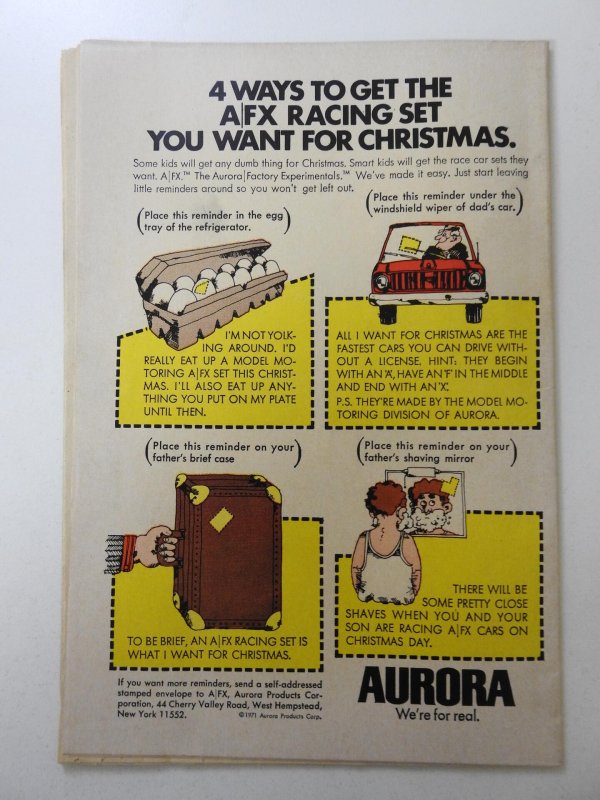 4 WAYS TO GET THE
A|FX RACING SET
YOU WANT FOR CHRISTMAS.
Some kids will get any dumb thing for Christmas. Smart kids will get the race car sets they
want. A|FX.™ The Aurora|Factory Experimentals.™ We've made it easy. Just start leaving
little reminders around so you won't get left out.
(Place this reminder in the egg
tray of the refrigerator.)
I'M NOT YOLK-
ING AROUND. I'D
REALLY EAT UP A MODEL MO-
TORING A|FX SET THIS CHRIST-
MAS. I'LL ALSO EAT UP ANY-
THING YOU PUT ON MY PLATE
UNTIL THEN.
(Place this reminder under the
windshield wiper of dad's car.)
ALL I WANT FOR CHRISTMAS ARE THE
FASTEST CARS YOU CAN DRIVE WITH-
OUT A LICENSE. HINT: THEY BEGIN
WITH AN 'A', HAVE AN 'F' IN THE MIDDLE
AND END WITH AN 'X'.
P.S. THEY'RE MADE BY THE MODEL MO-
TORING DIVISION OF AURORA.
(Place this reminder on your
father's brief case)
TO BE BRIEF, AN A|FX RACING SET IS
WHAT I WANT FOR CHRISTMAS.
(Place this reminder on your
father's shaving mirror)
THERE WILL BE
SOME PRETTY CLOSE
SHAVES WHEN YOU AND YOUR
SON ARE RACING A|FX CARS ON
CHRISTMAS DAY.
If you want more reminders, send a self-addressed
stamped envelope to A|FX, Aurora Products Cor-
poration, 44 Cherry Valley Road, West Hempstead,
New York 11552.
©1971 Aurora Products Corp.
AURORA
We're for real.